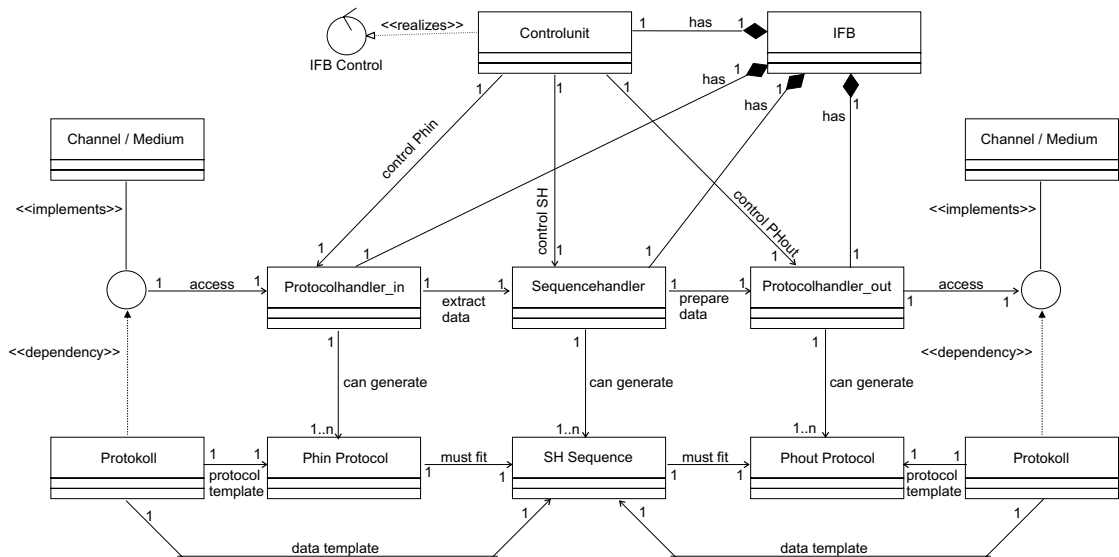 <<realizes>>
1
Controlunit
1
has
1
IFB
IFB Control
1
1
1
has
1
has
1
has
1
Channel / Medium
Channel / Medium
control Phin
control SH
control PHout
<<implements>>
<<implements>>
1
1
1
1
1
1
1
access
1
Protocolhandler_in
1
extract
data
1
Sequencehandler
1
prepare
data
1
Protocolhandler_out
1
access
1
<<dependency>>
<<dependency>>
1
1
1
can generate
can generate
can generate
1..n
1..n
1..n
Protokoll
1
1
protocol
template
Phin Protocol
must fit
1
1
SH Sequence
must fit
1
1
Phout Protocol
1
1
protocol
template
Protokoll
1
data template
1
1
data template
1